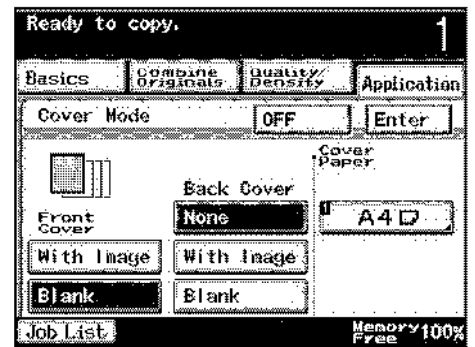 Ready to copy.
1
Basics
Combine
Originals
Quality/
Density
Application
Cover Mode
OFF
Enter
Cover
Paper
Back Cover
Front
Cover
None
1
A4
With Image
With Image
Blank
Blank
Job List
Memory
Free
100%